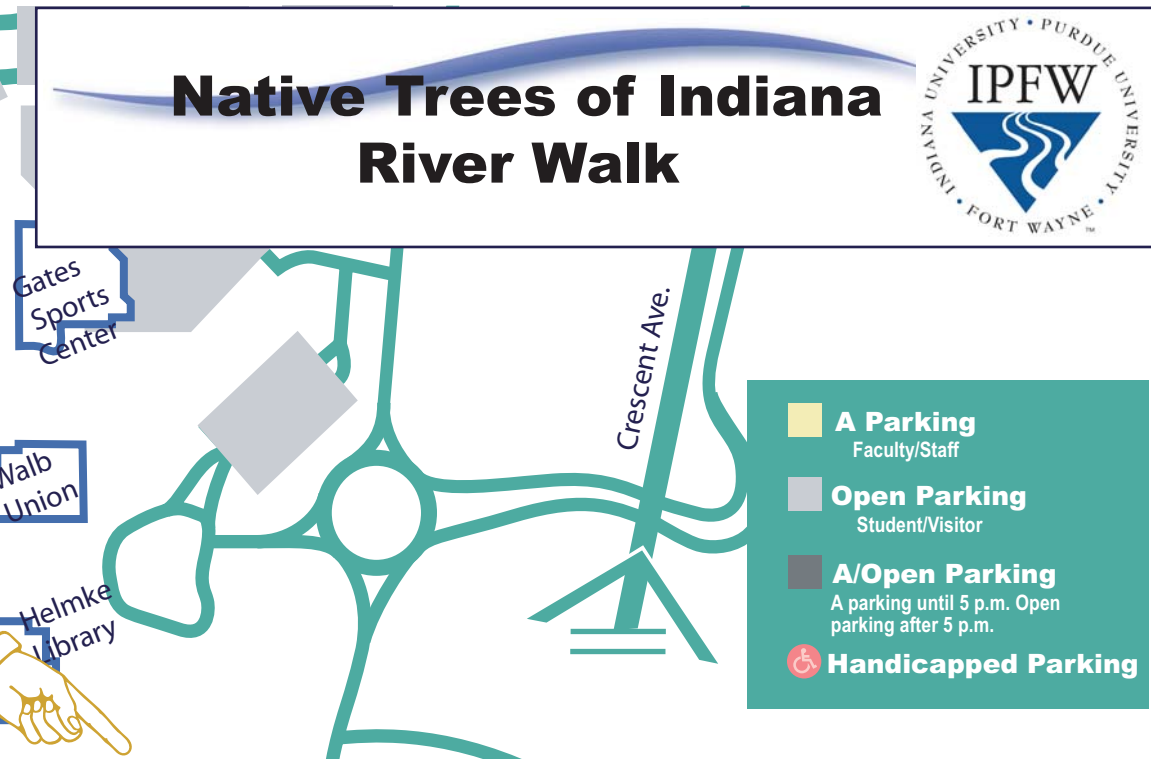 Native Trees of Indiana
River Walk
INDIANA UNIVERSITY • PURDUE UNIVERSITY • FORT WAYNE •
IPFW
TM
Gates
Sports
Center
Crescent Ave.
Walb
Union
Helmke
Library
A Parking
Faculty/Staff
Open Parking
Student/Visitor
A/Open Parking
A parking until 5 p.m. Open
parking after 5 p.m.
Handicapped Parking